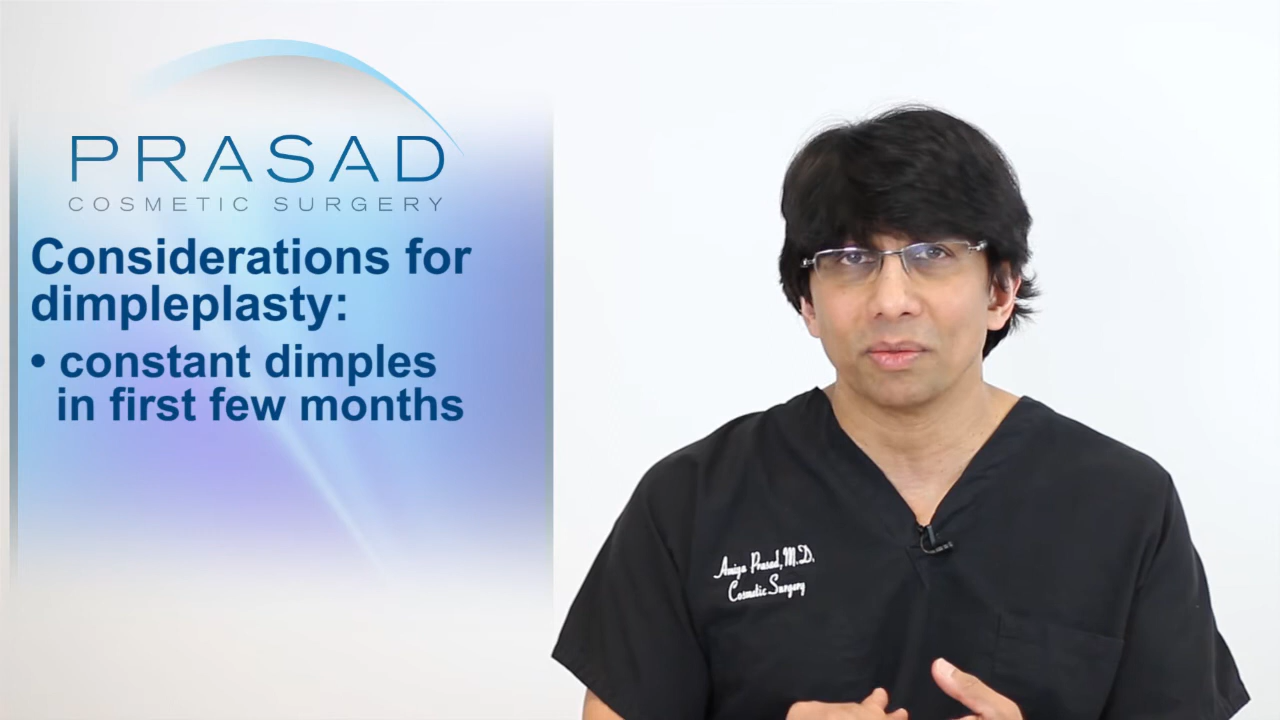 PRASAD
COSMETIC SURGERY
Considerations for
dimpleplasty:
• constant dimples
in first few months
Amiya Prasad, M.D.
Cosmetic Surgery